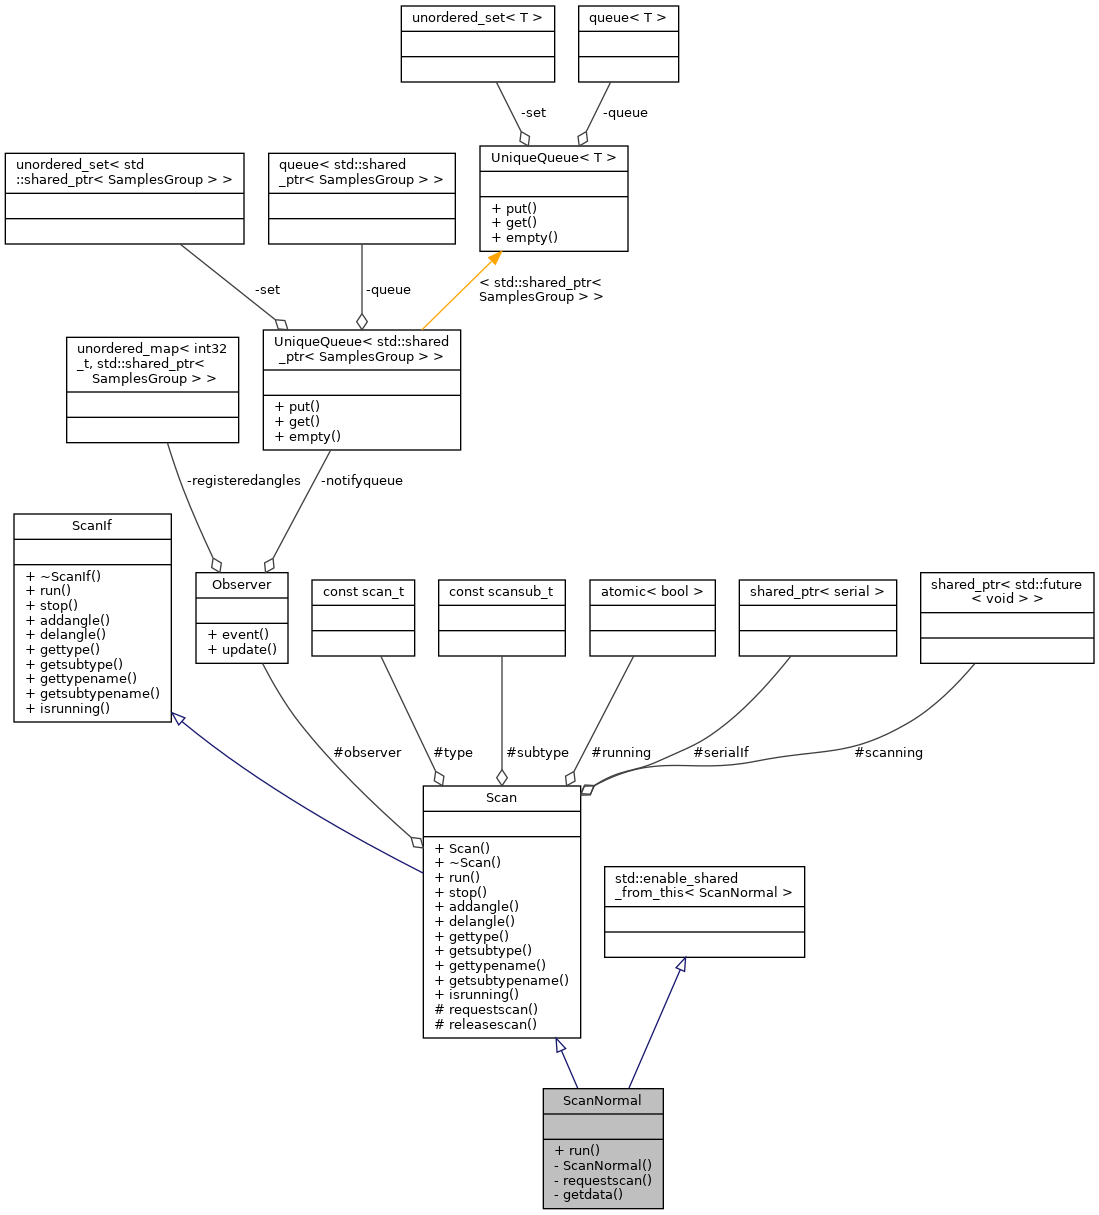 unordered_set< T >
queue< T >
-set
-queue
UniqueQueue< T >
+ put()
+ get()
+ empty()
unordered_set< std
::shared_ptr< SamplesGroup > >
queue< std::shared
_ptr< SamplesGroup > >
-set
-queue
< std::shared_ptr<
SamplesGroup > >
unordered_map< int32
_t, std::shared_ptr<
SamplesGroup > >
UniqueQueue< std::shared
_ptr< SamplesGroup > >
+ put()
+ get()
+ empty()
-registeredangles
-notifyqueue
ScanIf
+ ~ScanIf()
+ run()
+ stop()
+ addangle()
+ delangle()
+ gettype()
+ getsubtype()
+ gettypename()
+ getsubtypename()
+ isrunning()
Observer
+ event()
+ update()
const scan_t
const scansub_t
atomic< bool >
shared_ptr< serial >
shared_ptr< std::future
< void > >
#observer
#type
#subtype
#running
#serialIf
#scanning
Scan
+ Scan()
+ ~Scan()
+ run()
+ stop()
+ addangle()
+ delangle()
+ gettype()
+ getsubtype()
+ gettypename()
+ getsubtypename()
+ isrunning()
# requestscan()
# releasescan()
std::enable_shared
_from_this< ScanNormal >
ScanNormal
+ run()
- ScanNormal()
- requestscan()
- getdata()